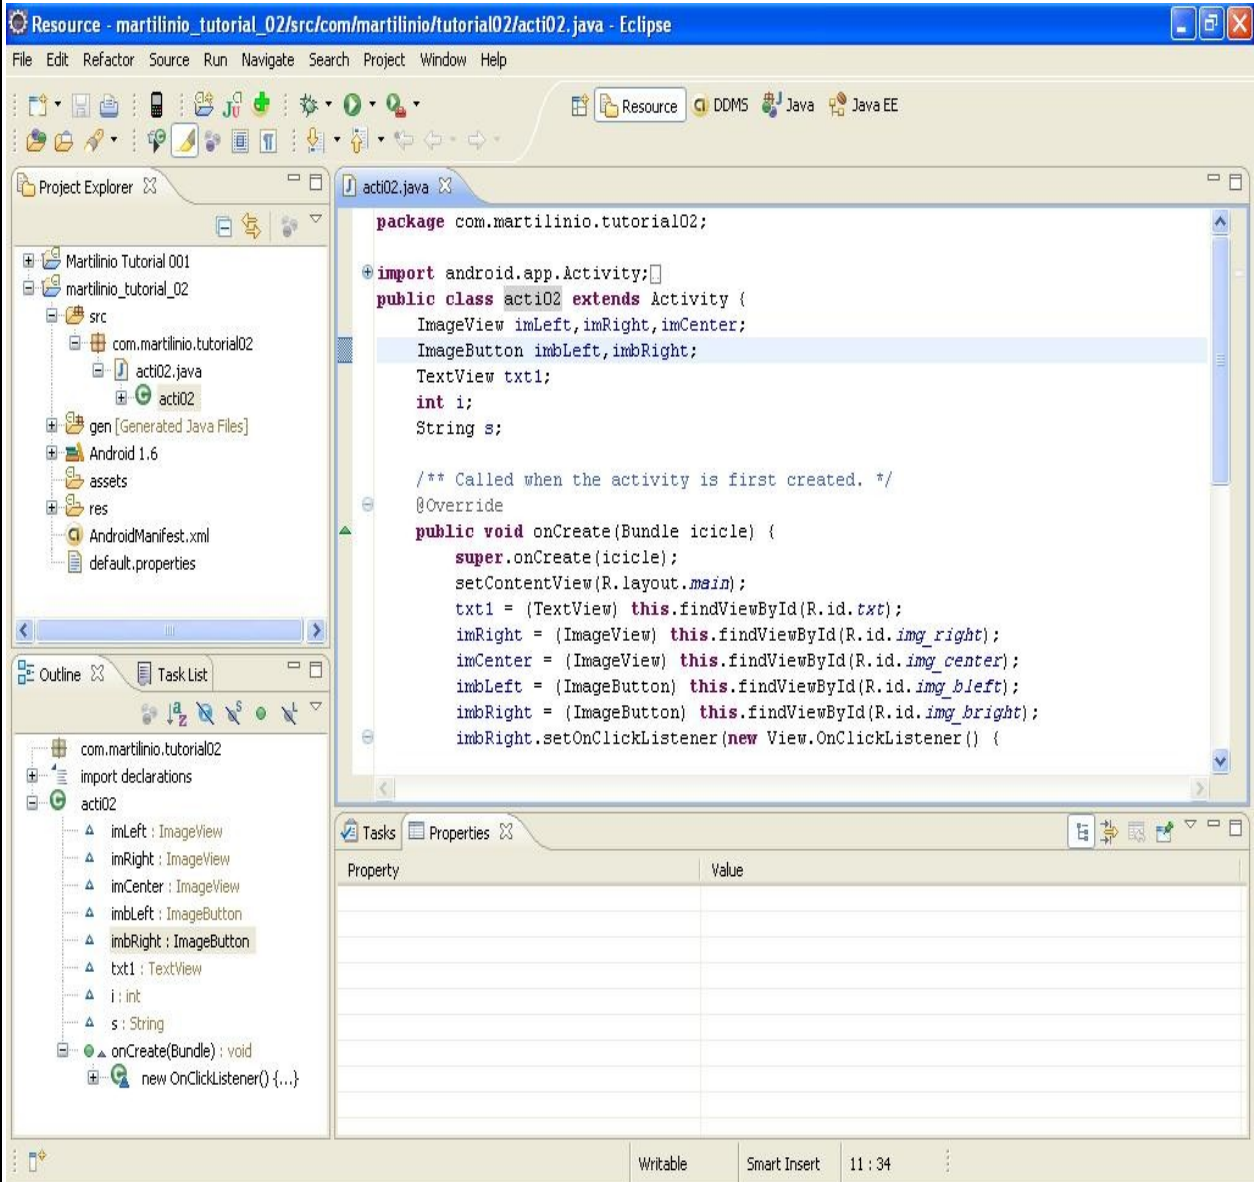 Resource - martilinio_tutorial_02/src/com/martilinio/tutorial02/acti02.java - Eclipse
File Edit Refactor Source Run Navigate Search Project Window Help
Resource DDMS Java Java EE
Project Explorer
Martilinio Tutorial 001
martilinio_tutorial_02
src
com.martilinio.tutorial02
acti02.java
acti02
gen [Generated Java Files]
Android 1.6
assets
res
AndroidManifest.xml
default.properties
acti02.java
package com.martilinio.tutorial02;
import android.app.Activity;
public class acti02 extends Activity {
ImageView imLeft,imRight,imCenter;
ImageButton imbLeft,imbRight;
TextView txt1;
int i;
String s;
/** Called when the activity is first created. */
@Override
public void onCreate(Bundle icicle) {
super.onCreate(icicle);
setContentView(R.layout.main);
txt1 = (TextView) this.findViewById(R.id.txt);
imRight = (ImageView) this.findViewById(R.id.img_right);
imCenter = (ImageView) this.findViewById(R.id.img_center);
imbLeft = (ImageButton) this.findViewById(R.id.img_bleft);
imbRight = (ImageButton) this.findViewById(R.id.img_bright);
imbRight.setOnClickListener(new View.OnClickListener() {
Outline Task List
com.martilinio.tutorial02
import declarations
acti02
imLeft : ImageView
imRight : ImageView
imCenter : ImageView
imbLeft : ImageButton
imbRight : ImageButton
txt1 : TextView
i : int
s : String
onCreate(Bundle) : void
new OnClickListener() {...}
Tasks Properties
Property Value
Writable Smart Insert 11 : 34